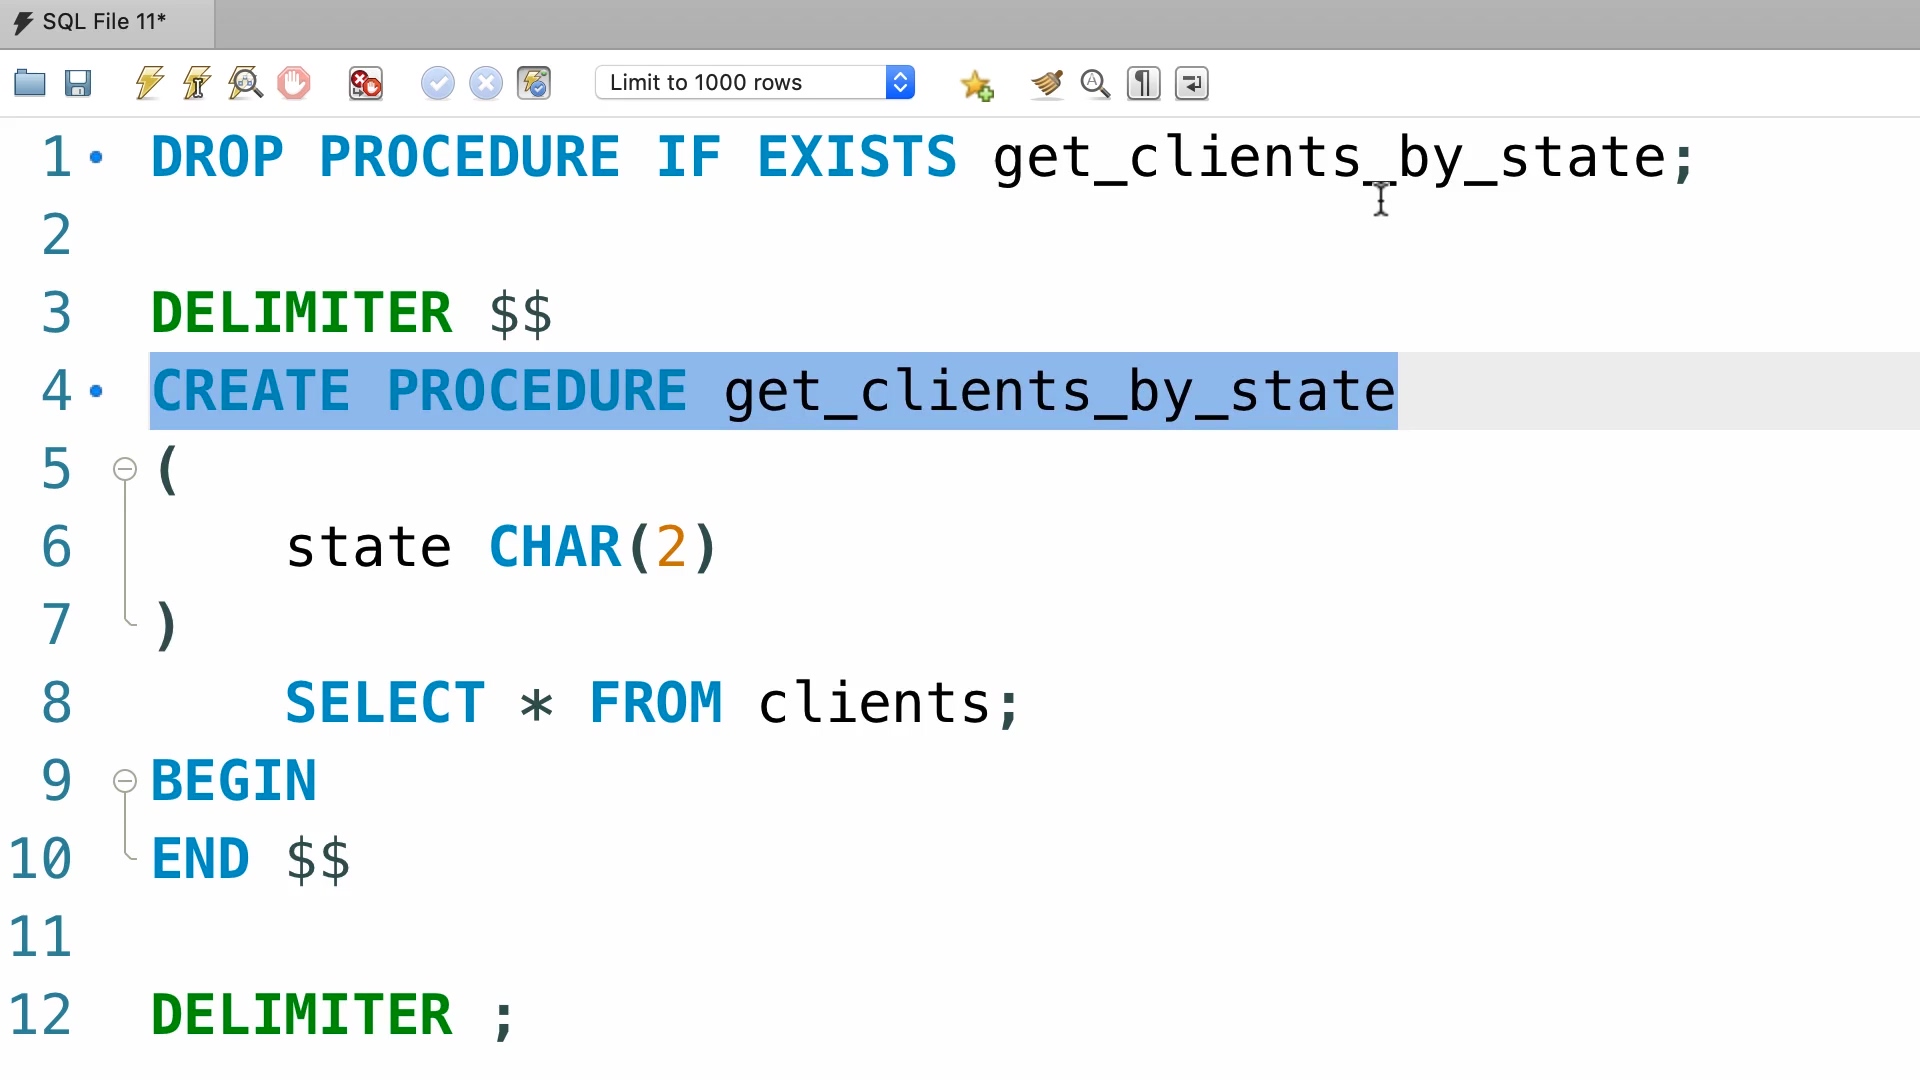 SQL File 11*
Limit to 1000 rows
1 DROP PROCEDURE IF EXISTS get_clients_by_state;
2
3 DELIMITER $$
4 CREATE PROCEDURE get_clients_by_state
5 (
6 state CHAR(2)
7 )
8 SELECT * FROM clients;
9 BEGIN
10 END $$
11
12 DELIMITER ;